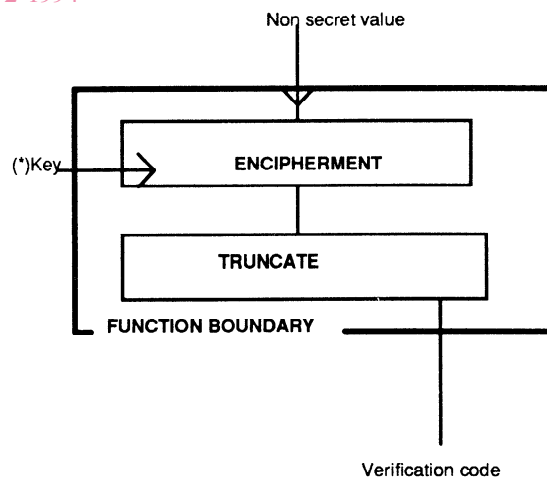 Non secret value
(*)Key
ENCIPHERMENT
TRUNCATE
FUNCTION BOUNDARY
Verification code